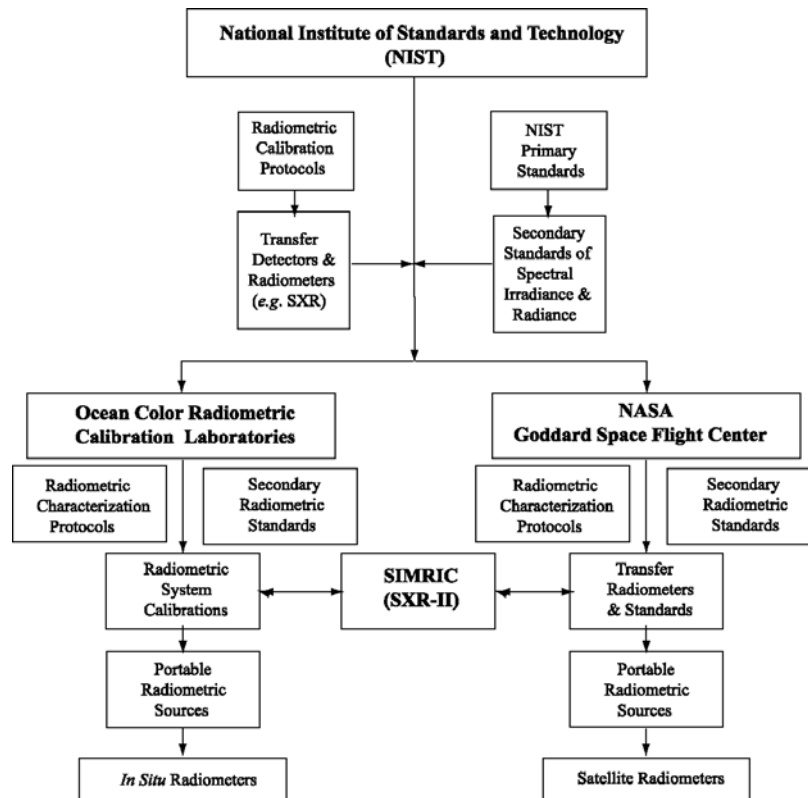 National Institute of Standards and Technology
(NIST)
Radiometric
Calibration
Protocols
NIST
Primary
Standards
Transfer
Detectors &
Radiometers
(e.g. SXR)
Secondary
Standards of
Spectral
Irradiance &
Radiance
Ocean Color Radiometric
Calibration Laboratories
NASA
Goddard Space Flight Center
Radiometric
Characterization
Protocols
Secondary
Radiometric
Standards
Radiometric
Characterization
Protocols
Secondary
Radiometric
Standards
Radiometric
System
Calibrations
SIMRIC
(SXR-II)
Transfer
Radiometers
& Standards
Portable
Radiometric
Sources
Portable
Radiometric
Sources
In Situ Radiometers
Satellite Radiometers